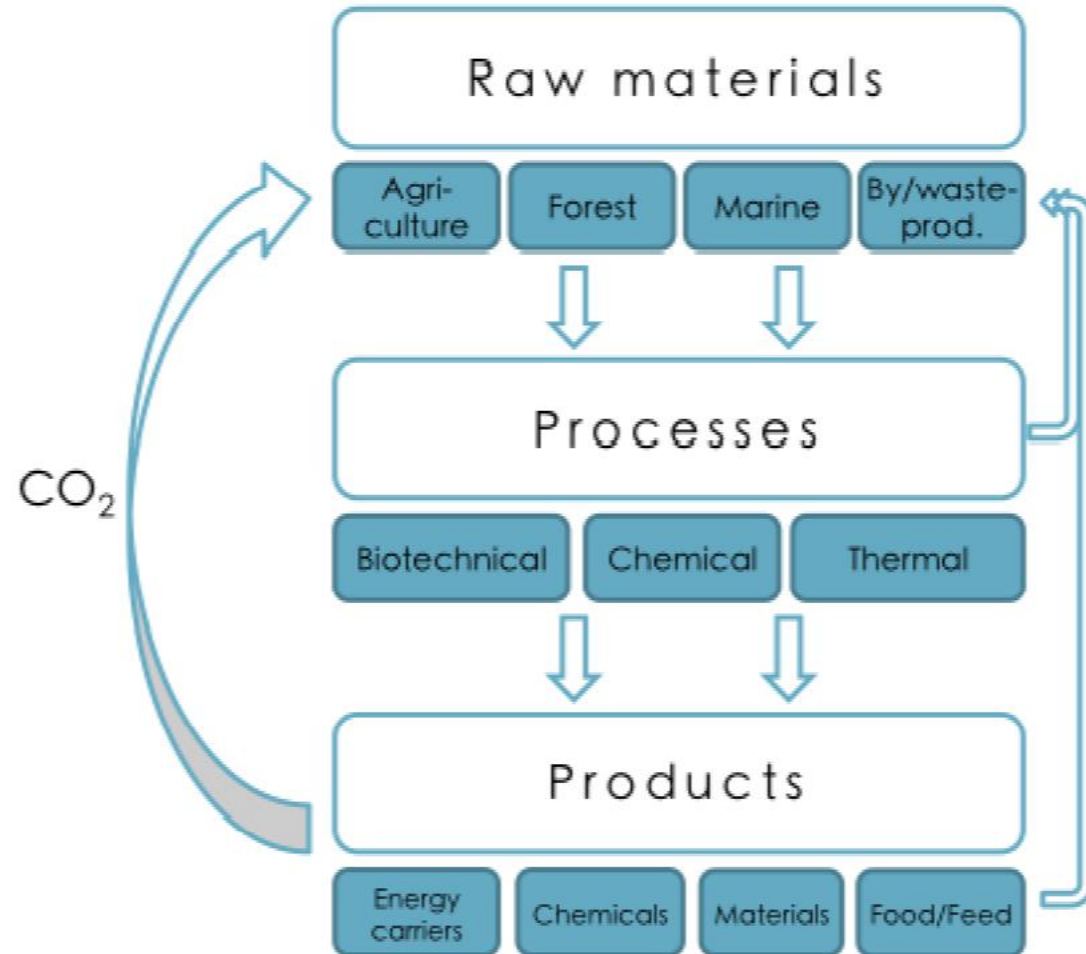 Raw materials
Agri-
culture
Forest
Marine
By/waste-
prod.
Processes
CO₂
Biotechnical
Chemical
Thermal
Products
Energy
carriers
Chemicals
Materials
Food/Feed